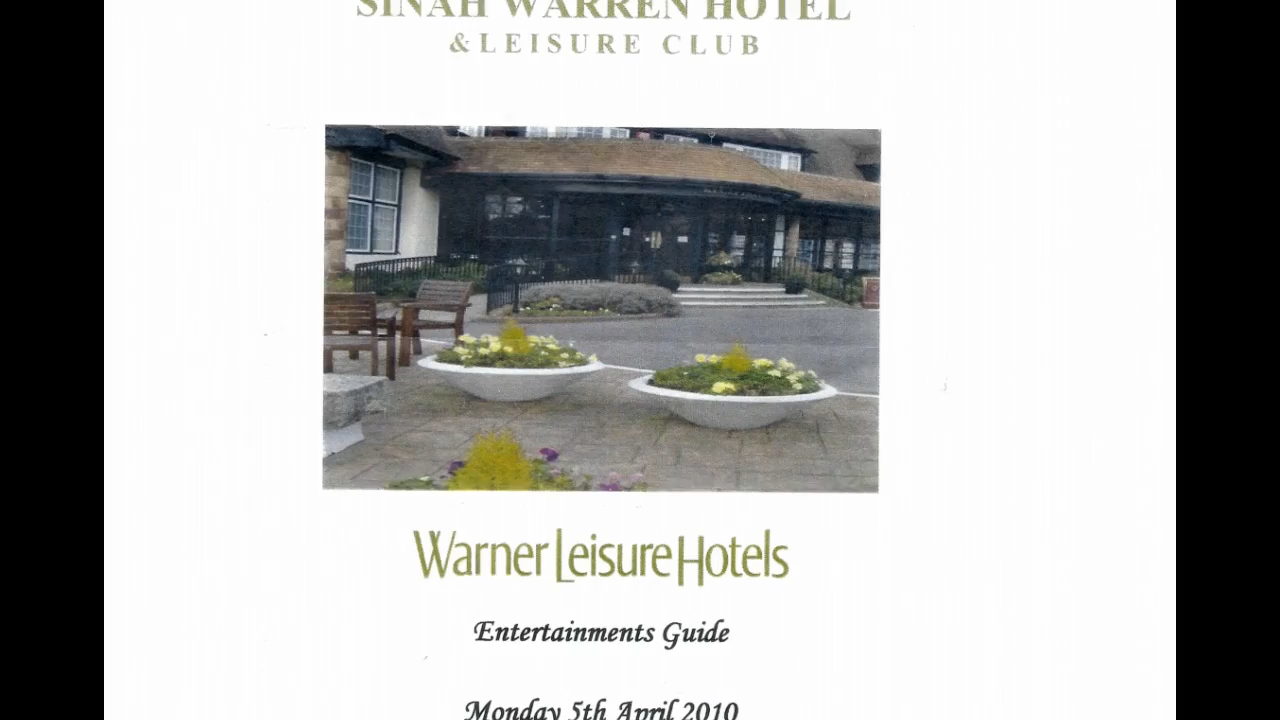 SINAH WARREN HOTEL
& LEISURE CLUB
Warner Leisure Hotels
Entertainments Guide
Monday 5th April 2010